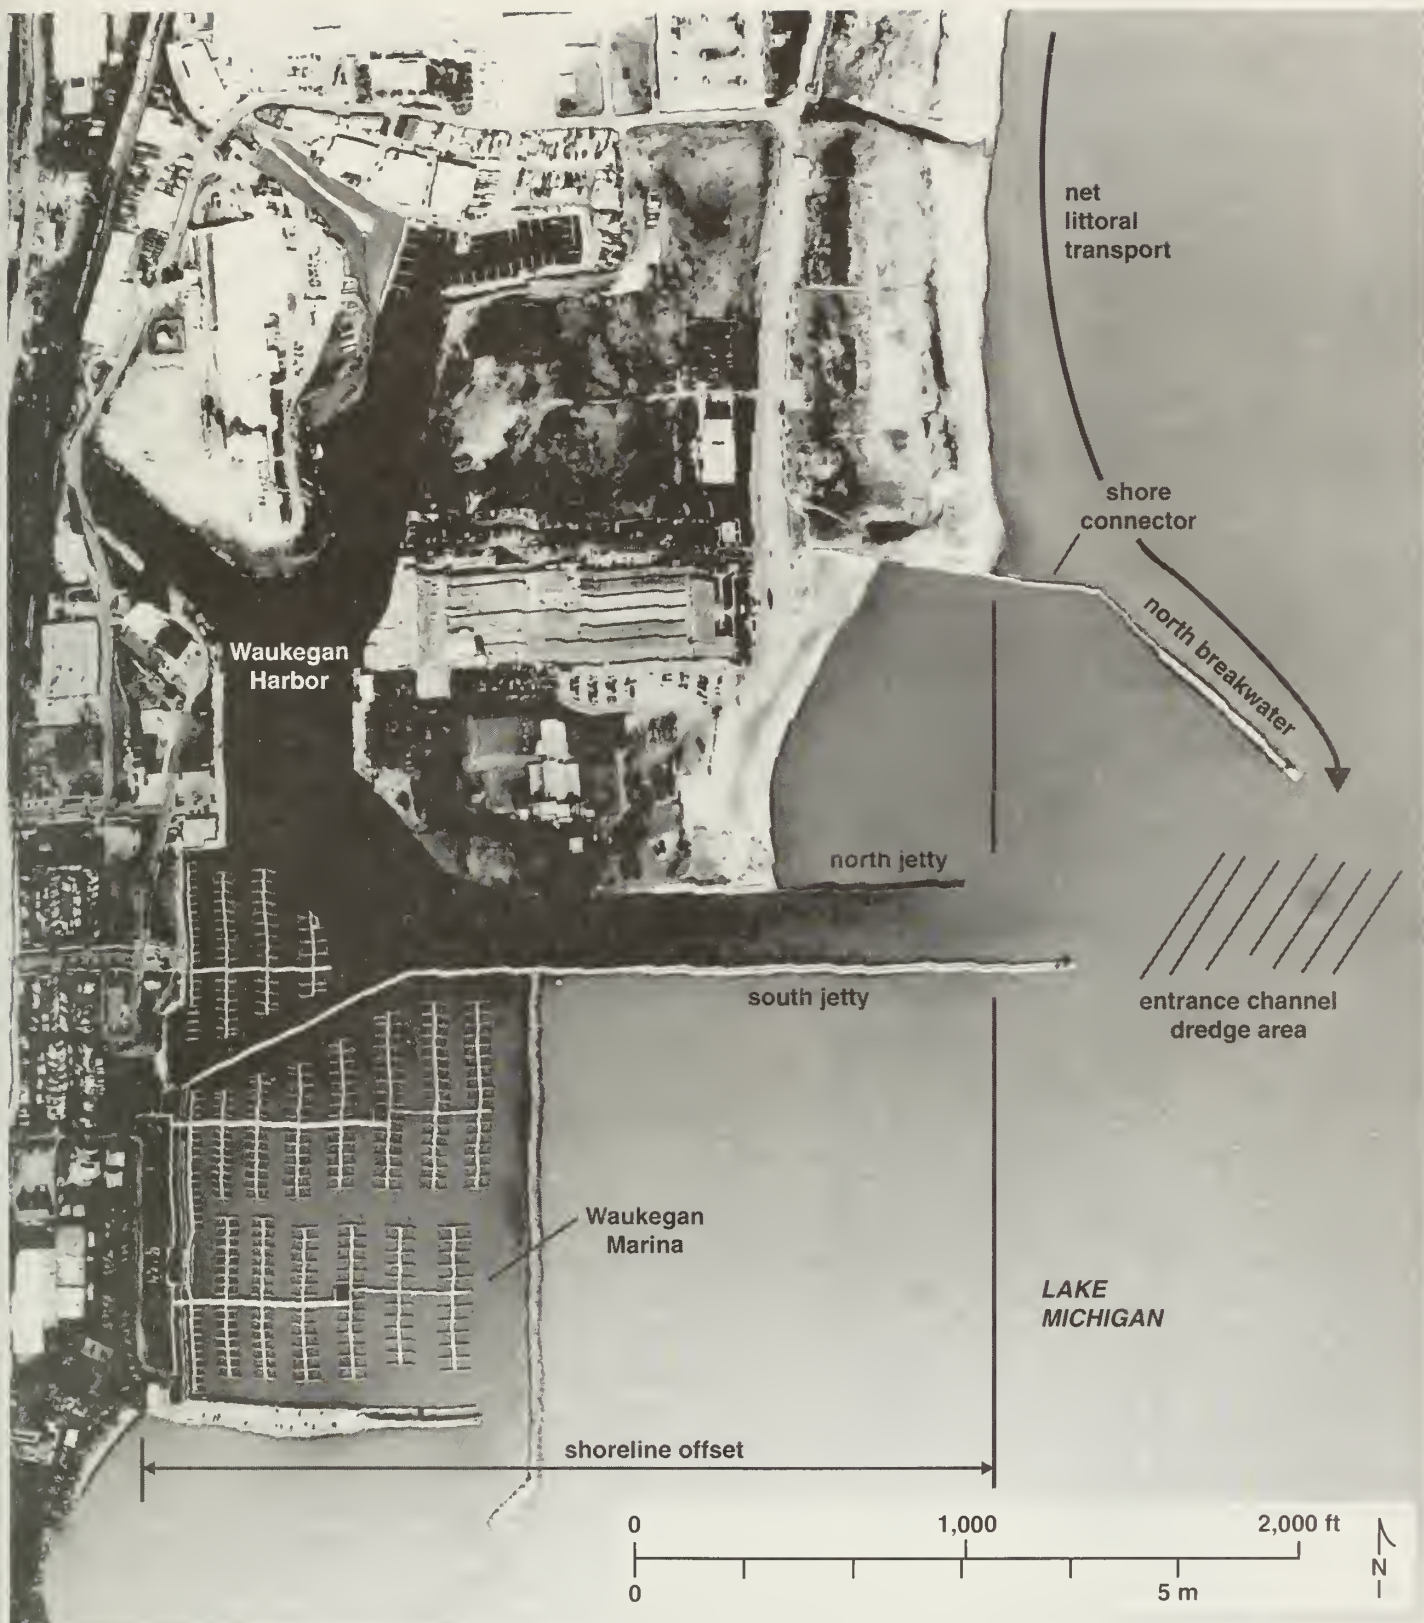 net
littoral
transport
shore
connector
north breakwater
Waukegan
Harbor
north jetty
south jetty
entrance channel
dredge area
Waukegan
Marina
LAKE
MICHIGAN
shoreline offset
0 1,000 2,000 ft
0 5 m
N